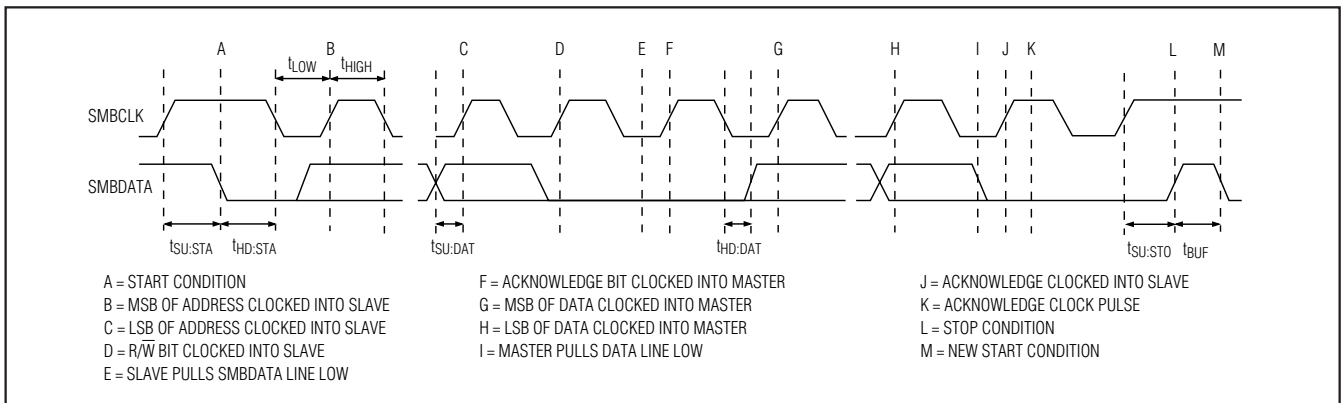 A B C D E F G H I J K L M
tLOW tHIGH
SMBCLK
SMBDATA
tSU:STA tHD:STA tSU:DAT tHD:DAT tSU:STO tBUF
A = START CONDITION
B = MSB OF ADDRESS CLOCKED INTO SLAVE
C = LSB OF ADDRESS CLOCKED INTO SLAVE
D = R/W̅ BIT CLOCKED INTO SLAVE
E = SLAVE PULLS SMBDATA LINE LOW
F = ACKNOWLEDGE BIT CLOCKED INTO MASTER
G = MSB OF DATA CLOCKED INTO MASTER
H = LSB OF DATA CLOCKED INTO MASTER
I = MASTER PULLS DATA LINE LOW
J = ACKNOWLEDGE CLOCKED INTO SLAVE
K = ACKNOWLEDGE CLOCK PULSE
L = STOP CONDITION
M = NEW START CONDITION